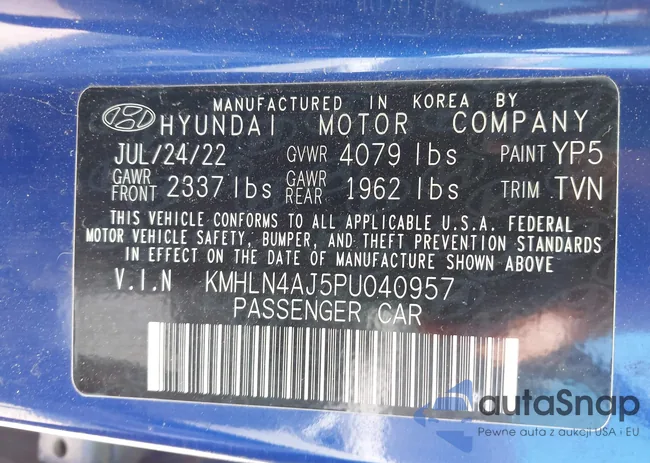 MANUFACTURED IN KOREA BY
HYUNDAI MOTOR COMPANY
JUL/24/22 GVWR 4079 lbs PAINT YP5
GAWR FRONT 2337 lbs GAWR REAR 1962 lbs TRIM TVN
THIS VEHICLE CONFORMS TO ALL APPLICABLE U.S.A. FEDERAL
MOTOR VEHICLE SAFETY, BUMPER, AND THEFT PREVENTION STANDARDS
IN EFFECT ON THE DATE OF MANUFACTURE SHOWN ABOVE.
V.I.N KMHLN4AJ5PU040957
PASSENGER CAR
autaSnap
Pewne auta z aukcji USA i EU